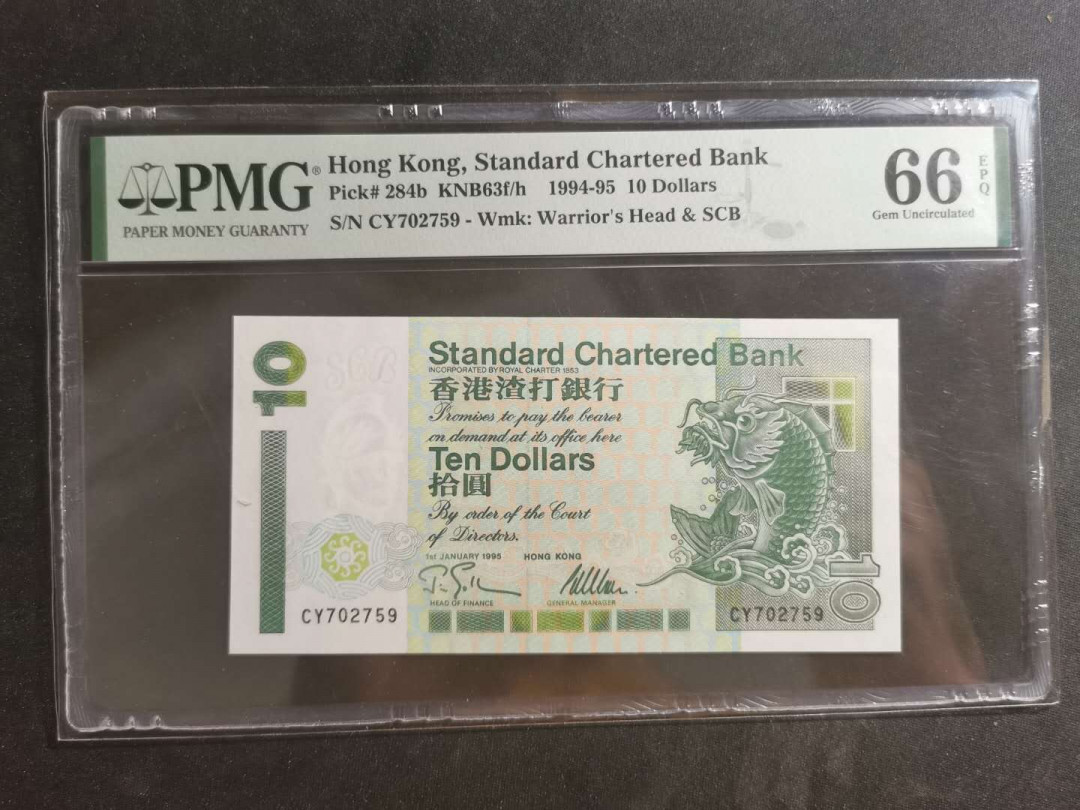 PMG®
PAPER MONEY GUARANTY
Hong Kong, Standard Chartered Bank
Pick# 284b KNB63f/h 1994-95 10 Dollars
S/N CY702759 - Wmk: Warrior's Head & SCB
66
EPQ
Gem Uncirculated
10
Standard Chartered Bank
INCORPORATED BY ROYAL CHARTER 1853
香港渣打銀行
Promises to pay the bearer
on demand at its office here
Ten Dollars
拾圓
By order of the Court
of Directors.
1st JANUARY 1995 HONG KONG
HEAD OF FINANCE GENERAL MANAGER
CY702759
CY702759
10